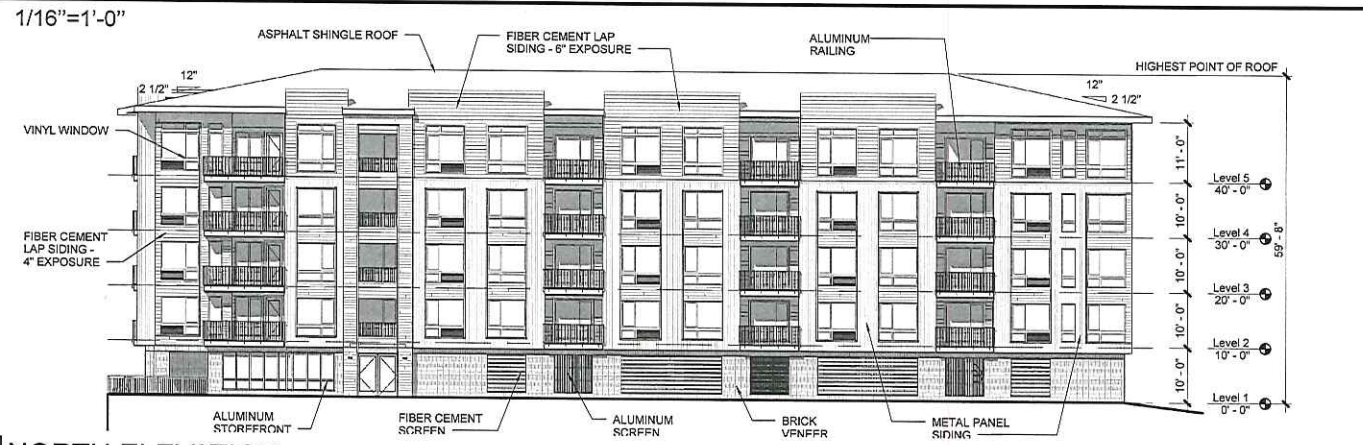 1/16"=1'-0"
ASPHALT SHINGLE ROOF
FIBER CEMENT LAP
SIDING - 6" EXPOSURE
ALUMINUM
RAILING
HIGHEST POINT OF ROOF
12"
2 1/2"
12"
2 1/2"
VINYL WINDOW
FIBER CEMENT
LAP SIDING -
4" EXPOSURE
11' - 0"
Level 5
40' - 0"
10' - 0"
Level 4
30' - 0"
59' - 8"
10' - 0"
Level 3
20' - 0"
10' - 0"
Level 2
10' - 0"
10' - 0"
Level 1
0' - 0"
ALUMINUM
STOREFRONT
FIBER CEMENT
SCREEN
ALUMINUM
SCREEN
BRICK
VENEER
METAL PANEL
SIDING
NORTH ELEVATION